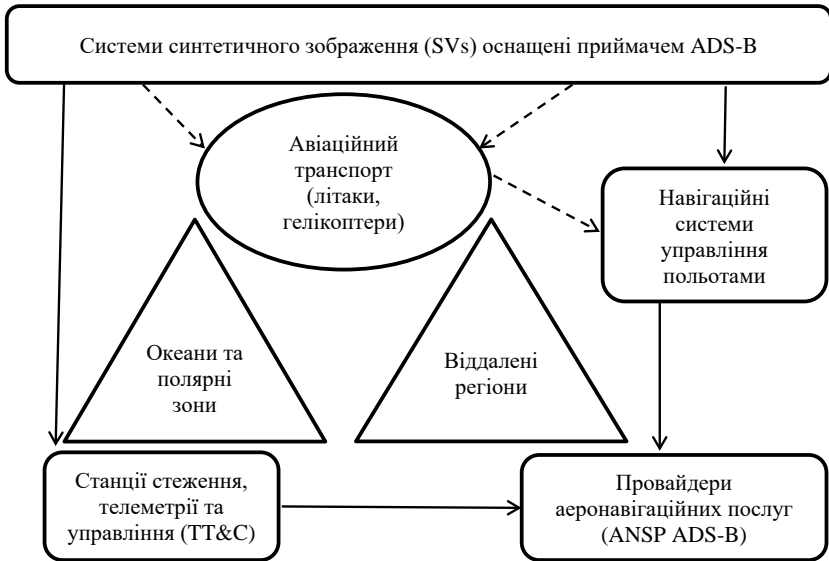 Системи синтетичного зображення (SVs) оснащені приймачем ADS-B
Авіаційний
транспорт
(літаки,
гелікоптери)
Навігаційні
системи
управління
польотами
Океани та
полярні
зони
Віддалені
регіони
Станції стеження,
телеметрії та
управління (TT&C)
Провайдери
аеронавігаційних послуг
(ANSP ADS-B)